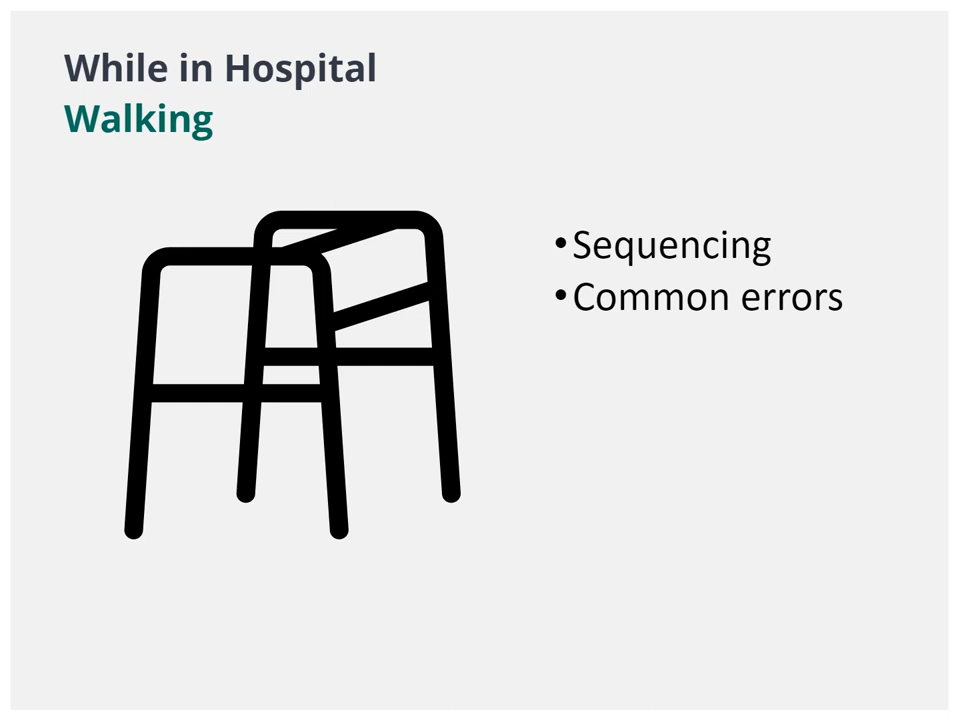 While in Hospital
Walking
•Sequencing
•Common errors